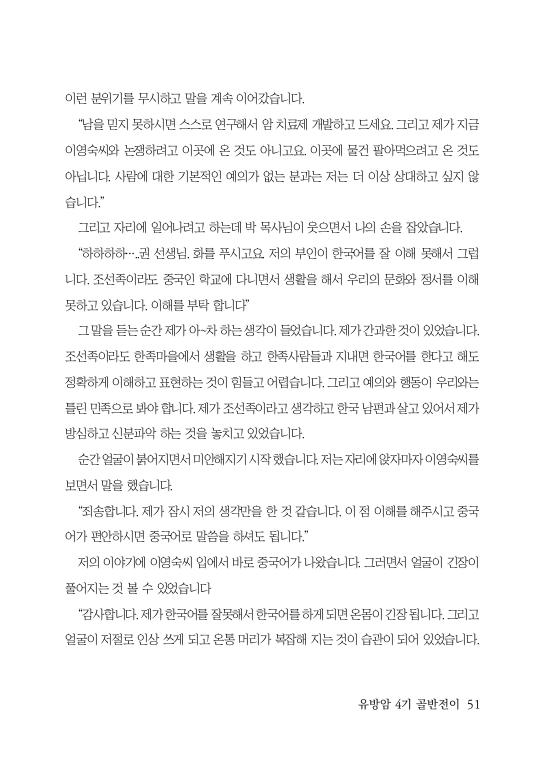 이런 분위기를 무시하고 말을 계속 이어갔습니다.
“남을 믿지 못하시면 스스로 연구해서 암 치료제 개발하고 드세요. 그리고 제가 지금
이영숙씨와 논쟁하려고 이곳에 온 것도 아니고요. 이곳에 물건 팔아먹으려고 온 것도
아닙니다. 사람에 대한 기본적인 예의가 없는 분과는 저는 더 이상 상대하고 싶지 않
습니다.”
그리고 자리에 일어나려고 하는데 박 목사님이 웃으면서 나의 손을 잡았습니다.
“하하하하…..권 선생님. 화를 푸시고요. 저의 부인이 한국어를 잘 이해 못해서 그럽
니다. 조선족이라도 중국인 학교에 다니면서 생활을 해서 우리의 문화와 정서를 이해
못하고 있습니다. 이해를 부탁 합니다”
그 말을 듣는 순간 제가 아~차 하는 생각이 들었습니다. 제가 간과한 것이 있었습니다.
조선족이라도 한족마을에서 생활을 하고 한족사람들과 지내면 한국어를 한다고 해도
정확하게 이해하고 표현하는 것이 힘들고 어렵습니다. 그리고 예의와 행동이 우리와는
틀린 민족으로 봐야 합니다. 제가 조선족이라고 생각하고 한국 남편과 살고 있어서 제가
방심하고 신분파악 하는 것을 놓치고 있었습니다.
순간 얼굴이 붉어지면서 미안해지기 시작 했습니다. 저는 자리에 앉자마자 이영숙씨를
보면서 말을 했습니다.
“죄송합니다. 제가 잠시 저의 생각만을 한 것 같습니다. 이 점 이해를 해주시고 중국
어가 편안하시면 중국어로 말씀을 하셔도 됩니다.”
저의 이야기에 이영숙씨 입에서 바로 중국어가 나왔습니다. 그러면서 얼굴이 긴장이
풀어지는 것 볼 수 있었습니다
“감사합니다. 제가 한국어를 잘못해서 한국어를 하게 되면 온몸이 긴장 됩니다. 그리고
얼굴이 저절로 인상 쓰게 되고 온통 머리가 복잡해 지는 것이 습관이 되어 있었습니다.
유방암 4기 골반전이 51